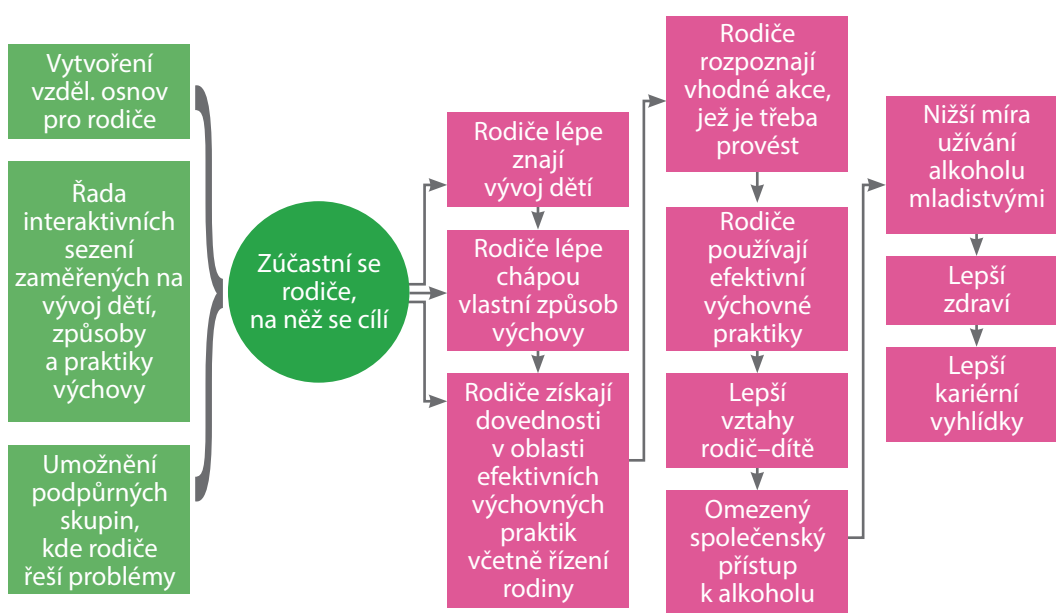 Vytvoření
vzděl. osnov
pro rodiče
Řada
interaktivních
sezení
zaměřených na
vývoj dětí,
způsoby
a praktiky
výchovy
Umožnění
podpůrných
skupin,
kde rodiče
řeší problémy
Zúčastní se
rodiče,
na něž se cílí
Rodiče lépe
znají
vývoj dětí
Rodiče lépe
chápou
vlastní způsob
výchovy
Rodiče získají
dovednosti
v oblasti
efektivních
výchovných
praktik
včetně řízení
rodiny
Rodiče
rozpoznají
vhodné akce,
jež je třeba
provést
Rodiče
používají
efektivní
výchovné
praktiky
Lepší
vztahy
rodič–dítě
Omezený
společenský
přístup
k alkoholu
Nižší míra
užívání
alkoholu
mladistvými
Lepší
zdraví
Lepší
kariérní
vyhlídky